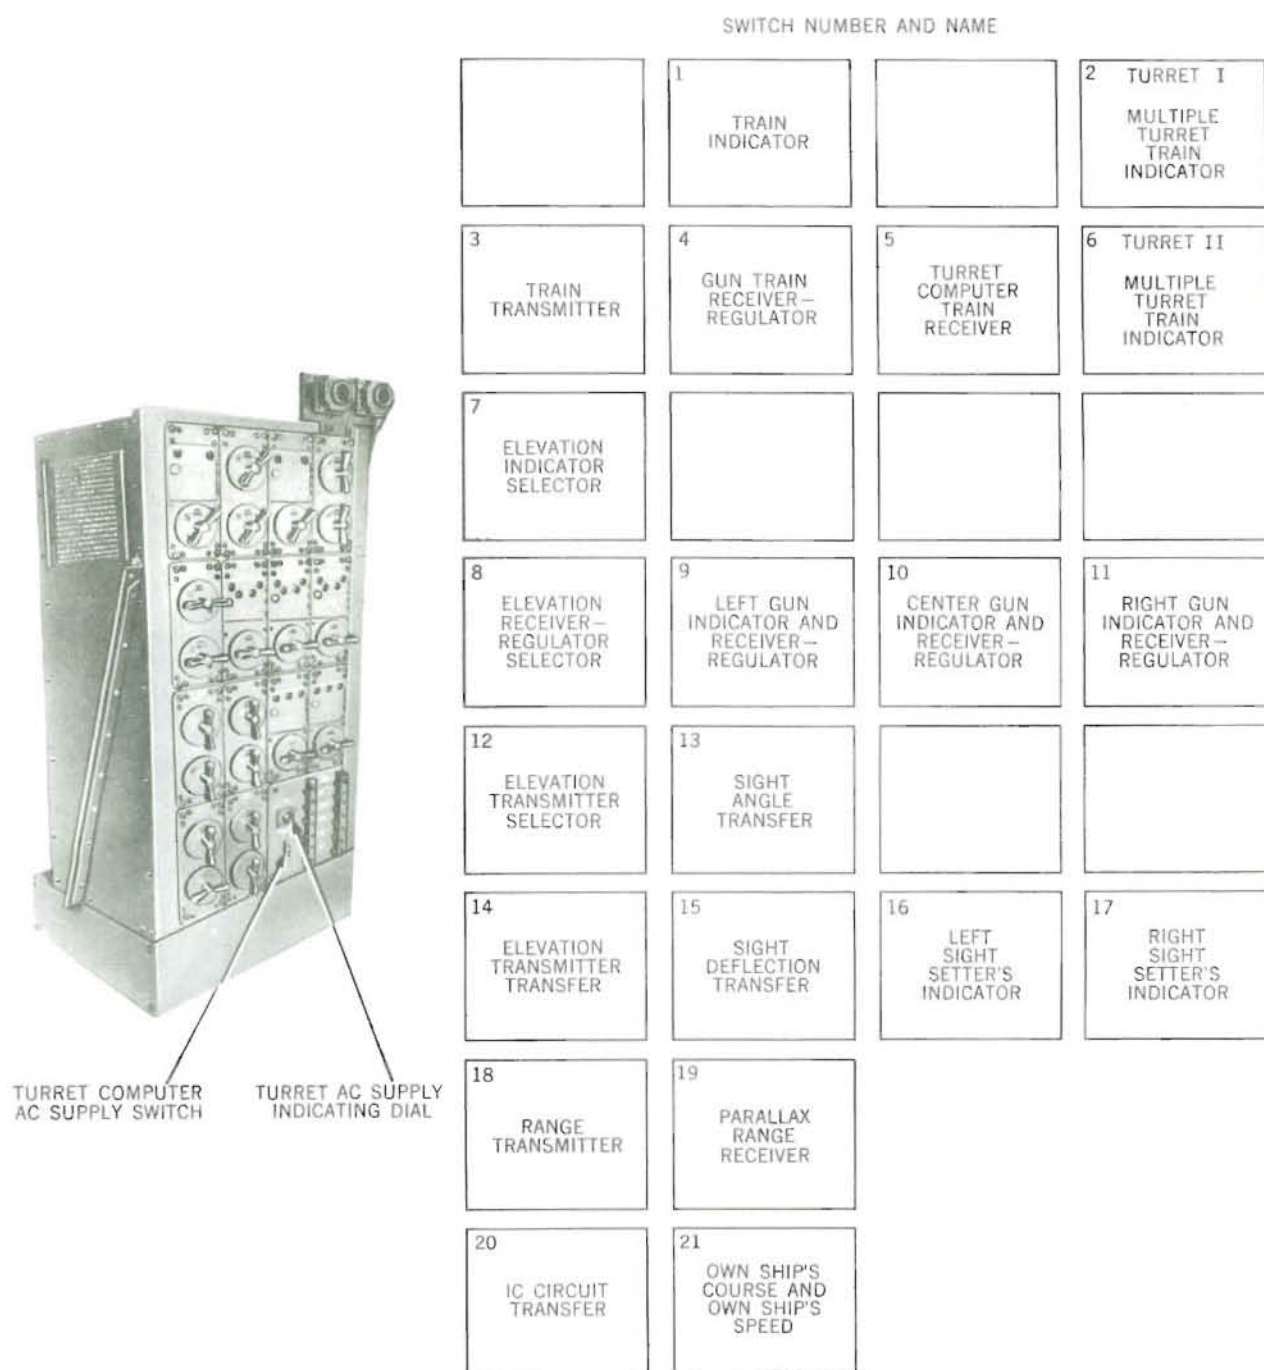 SWITCH NUMBER AND NAME
1
TRAIN
INDICATOR
2 TURRET I
MULTIPLE
TURRET
TRAIN
INDICATOR
3
TRAIN
TRANSMITTER
4
GUN TRAIN
RECEIVER—
REGULATOR
5
TURRET
COMPUTER
TRAIN
RECEIVER
6 TURRET II
MULTIPLE
TURRET
TRAIN
INDICATOR
7
ELEVATION
INDICATOR
SELECTOR
8
ELEVATION
RECEIVER—
REGULATOR
SELECTOR
9
LEFT GUN
INDICATOR AND
RECEIVER—
REGULATOR
10
CENTER GUN
INDICATOR AND
RECEIVER—
REGULATOR
11
RIGHT GUN
INDICATOR AND
RECEIVER—
REGULATOR
12
ELEVATION
TRANSMITTER
SELECTOR
13
SIGHT
ANGLE
TRANSFER
14
ELEVATION
TRANSMITTER
TRANSFER
15
SIGHT
DEFLECTION
TRANSFER
16
LEFT
SIGHT
SETTER'S
INDICATOR
17
RIGHT
SIGHT
SETTER'S
INDICATOR
18
RANGE
TRANSMITTER
19
PARALLAX
RANGE
RECEIVER
20
IC CIRCUIT
TRANSFER
21
OWN SHIP'S
COURSE AND
OWN SHIP'S
SPEED
TURRET COMPUTER
AC SUPPLY SWITCH
TURRET AC SUPPLY
INDICATING DIAL